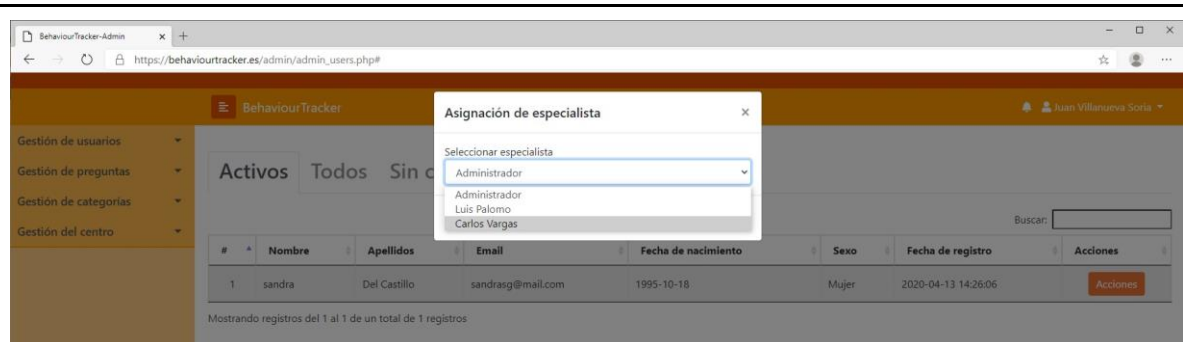 BehaviourTracker-Admin
https://behaviourtracker.es/admin/admin_users.php#
BehaviourTracker
Juan Villanueva Soria
Asignación de especialista
Seleccionar especialista
Administrador
Administrador
Luis Palomo
Carlos Vargas
Gestión de usuarios
Gestión de preguntas
Gestión de categorías
Gestión del centro
Activos Todos Sin c
Buscar:
# Nombre Apellidos Email Fecha de nacimiento Sexo Fecha de registro Acciones
1 sandra Del Castillo sandrasg@mail.com 1995-10-18 Mujer 2020-04-13 14:26:06 Acciones
Mostrando registros del 1 al 1 de un total de 1 registros